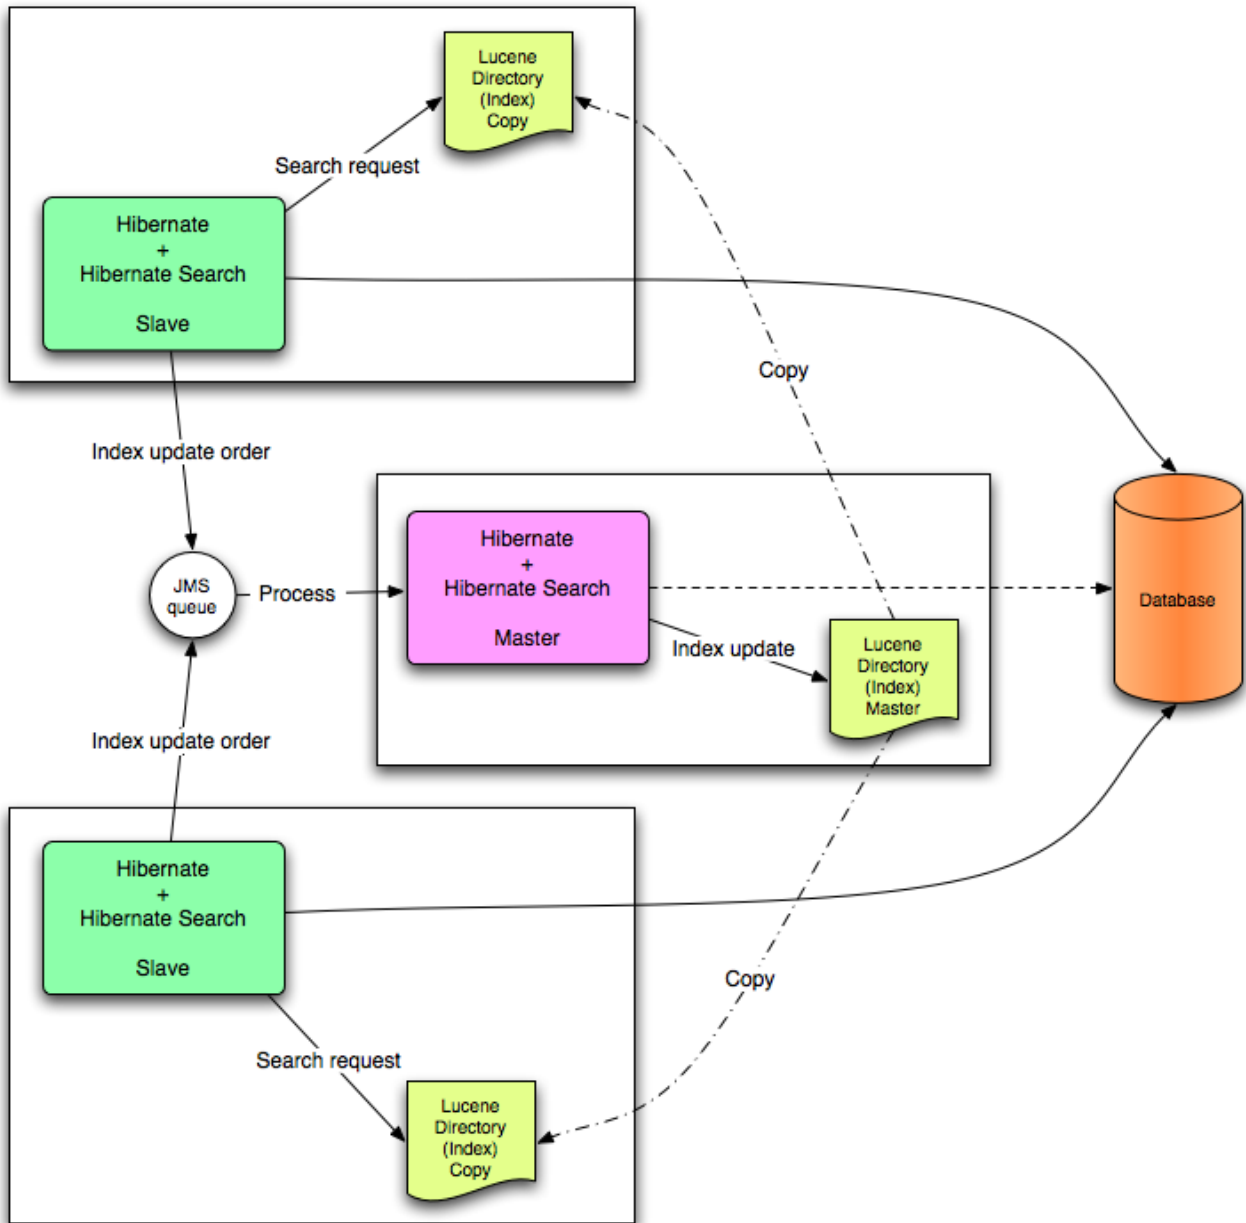 Lucene
Directory
(Index)
Copy
Search request
Hibernate
+
Hibernate Search
Slave
Copy
Index update order
Hibernate
+
Hibernate Search
Master
JMS
queue
Process
Database
Index update
Lucene
Directory
(Index)
Master
Index update order
Hibernate
+
Hibernate Search
Slave
Copy
Search request
Lucene
Directory
(Index)
Copy